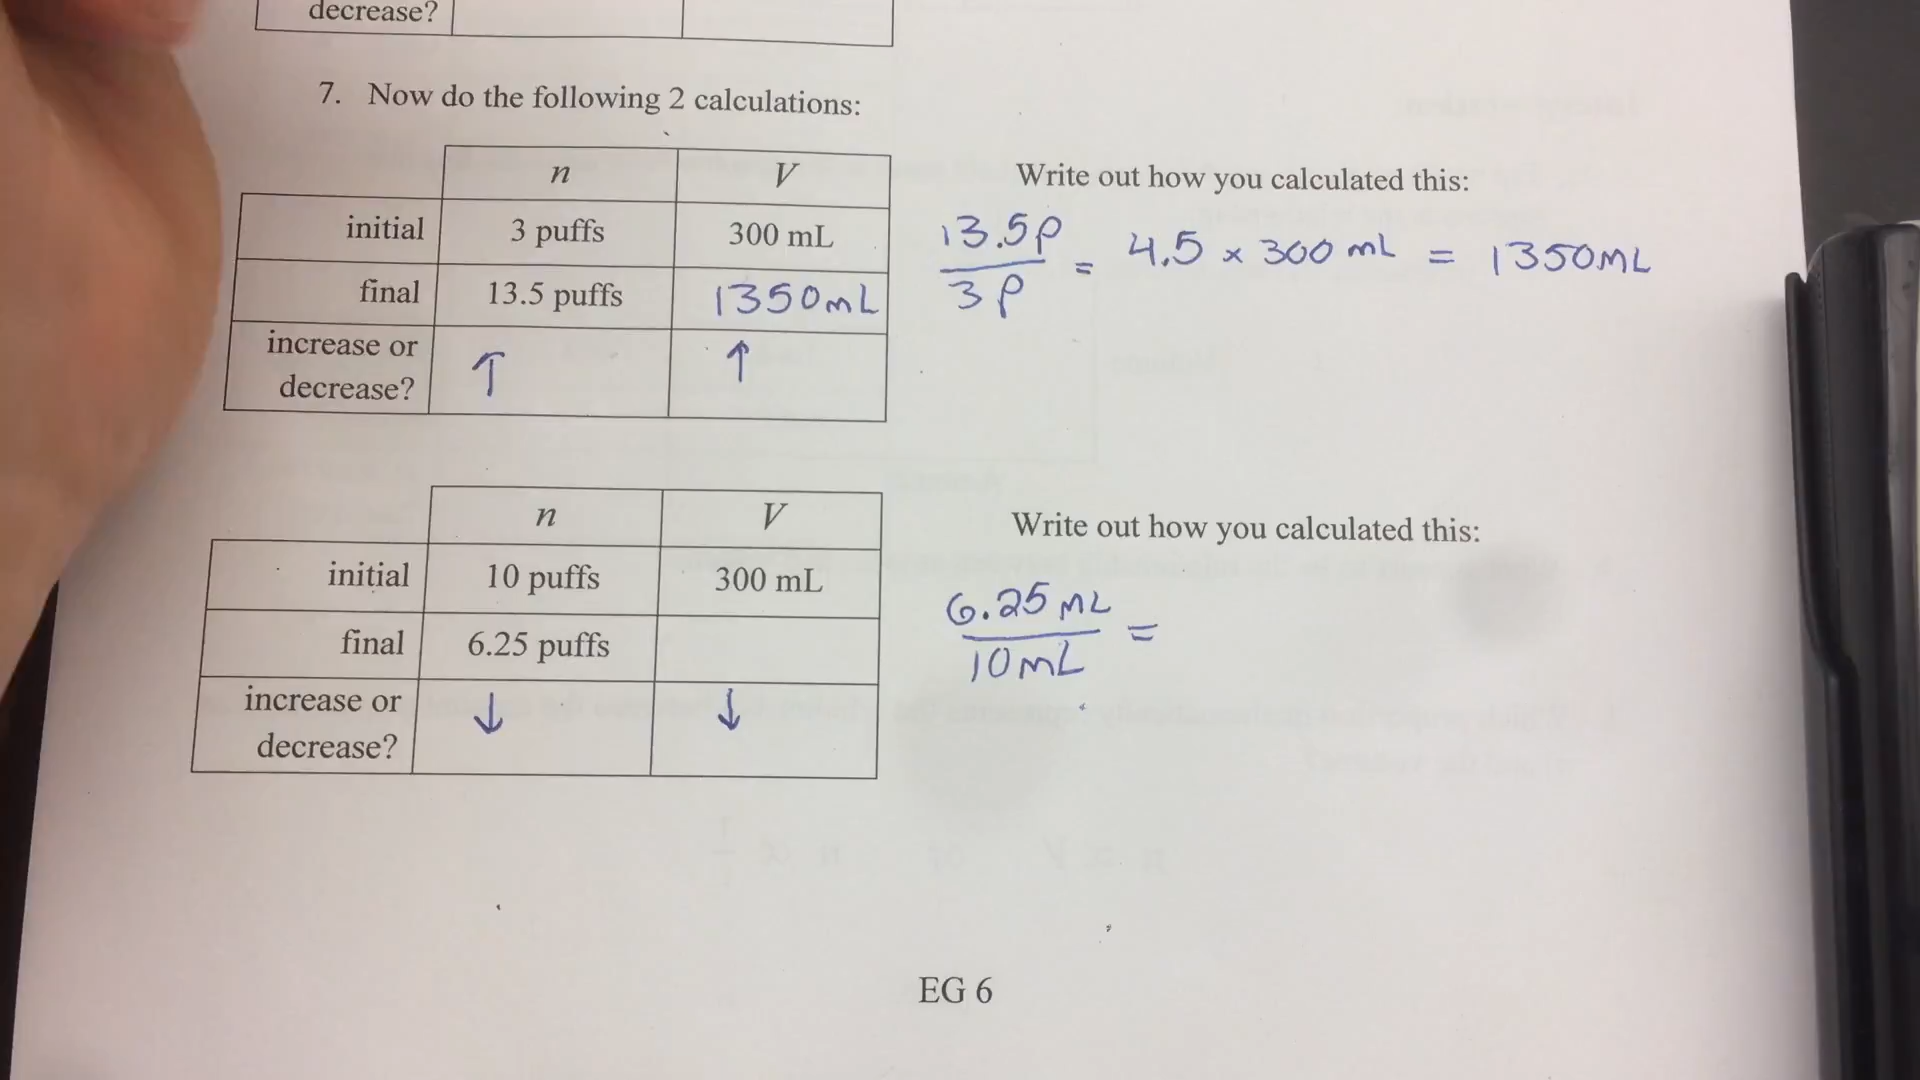 decrease?
7. Now do the following 2 calculations:
n V
initial 3 puffs 300 mL
final 13.5 puffs 1350mL
increase or
decrease? ↑ ↑
Write out how you calculated this:
13.5p
3p
= 4.5 x 300 mL = 1350mL
n V
initial 10 puffs 300 mL
final 6.25 puffs
increase or
decrease? ↓ ↓
Write out how you calculated this:
6.25 mL
10mL
=
EG 6